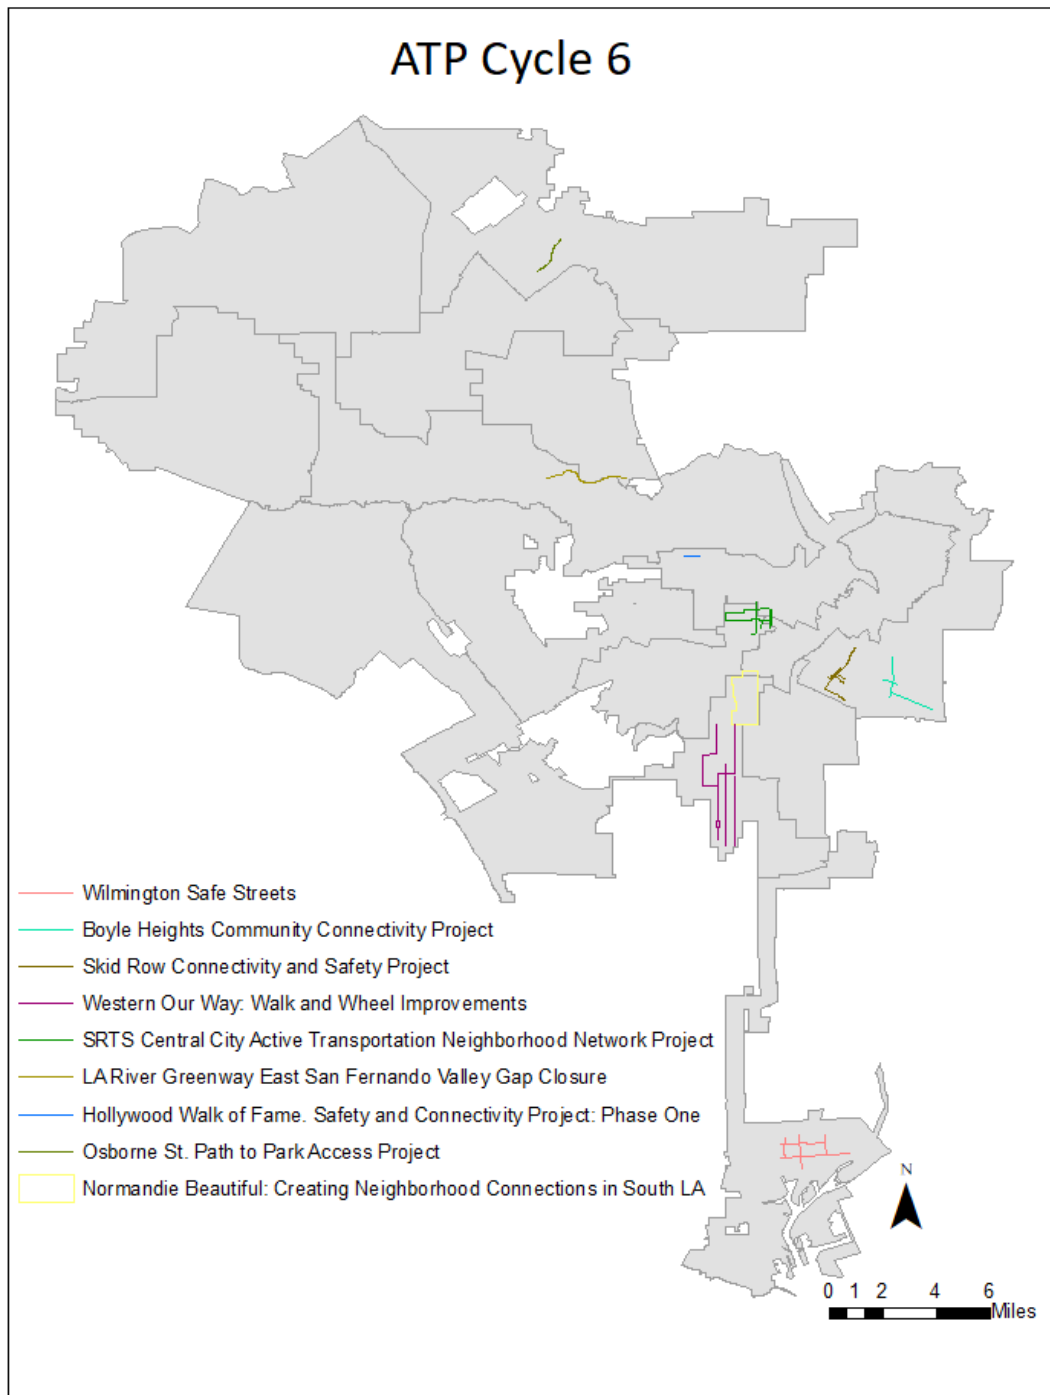 ATP Cycle 6
Wilmington Safe Streets
Boyle Heights Community Connectivity Project
Skid Row Connectivity and Safety Project
Western Our Way: Walk and Wheel Improvements
SRTS Central City Active Transportation Neighborhood Network Project
LA River Greenway East San Fernando Valley Gap Closure
Hollywood Walk of Fame. Safety and Connectivity Project: Phase One
Osborne St. Path to Park Access Project
Normandie Beautiful: Creating Neighborhood Connections in South LA
N
0 1 2 4 6
Miles